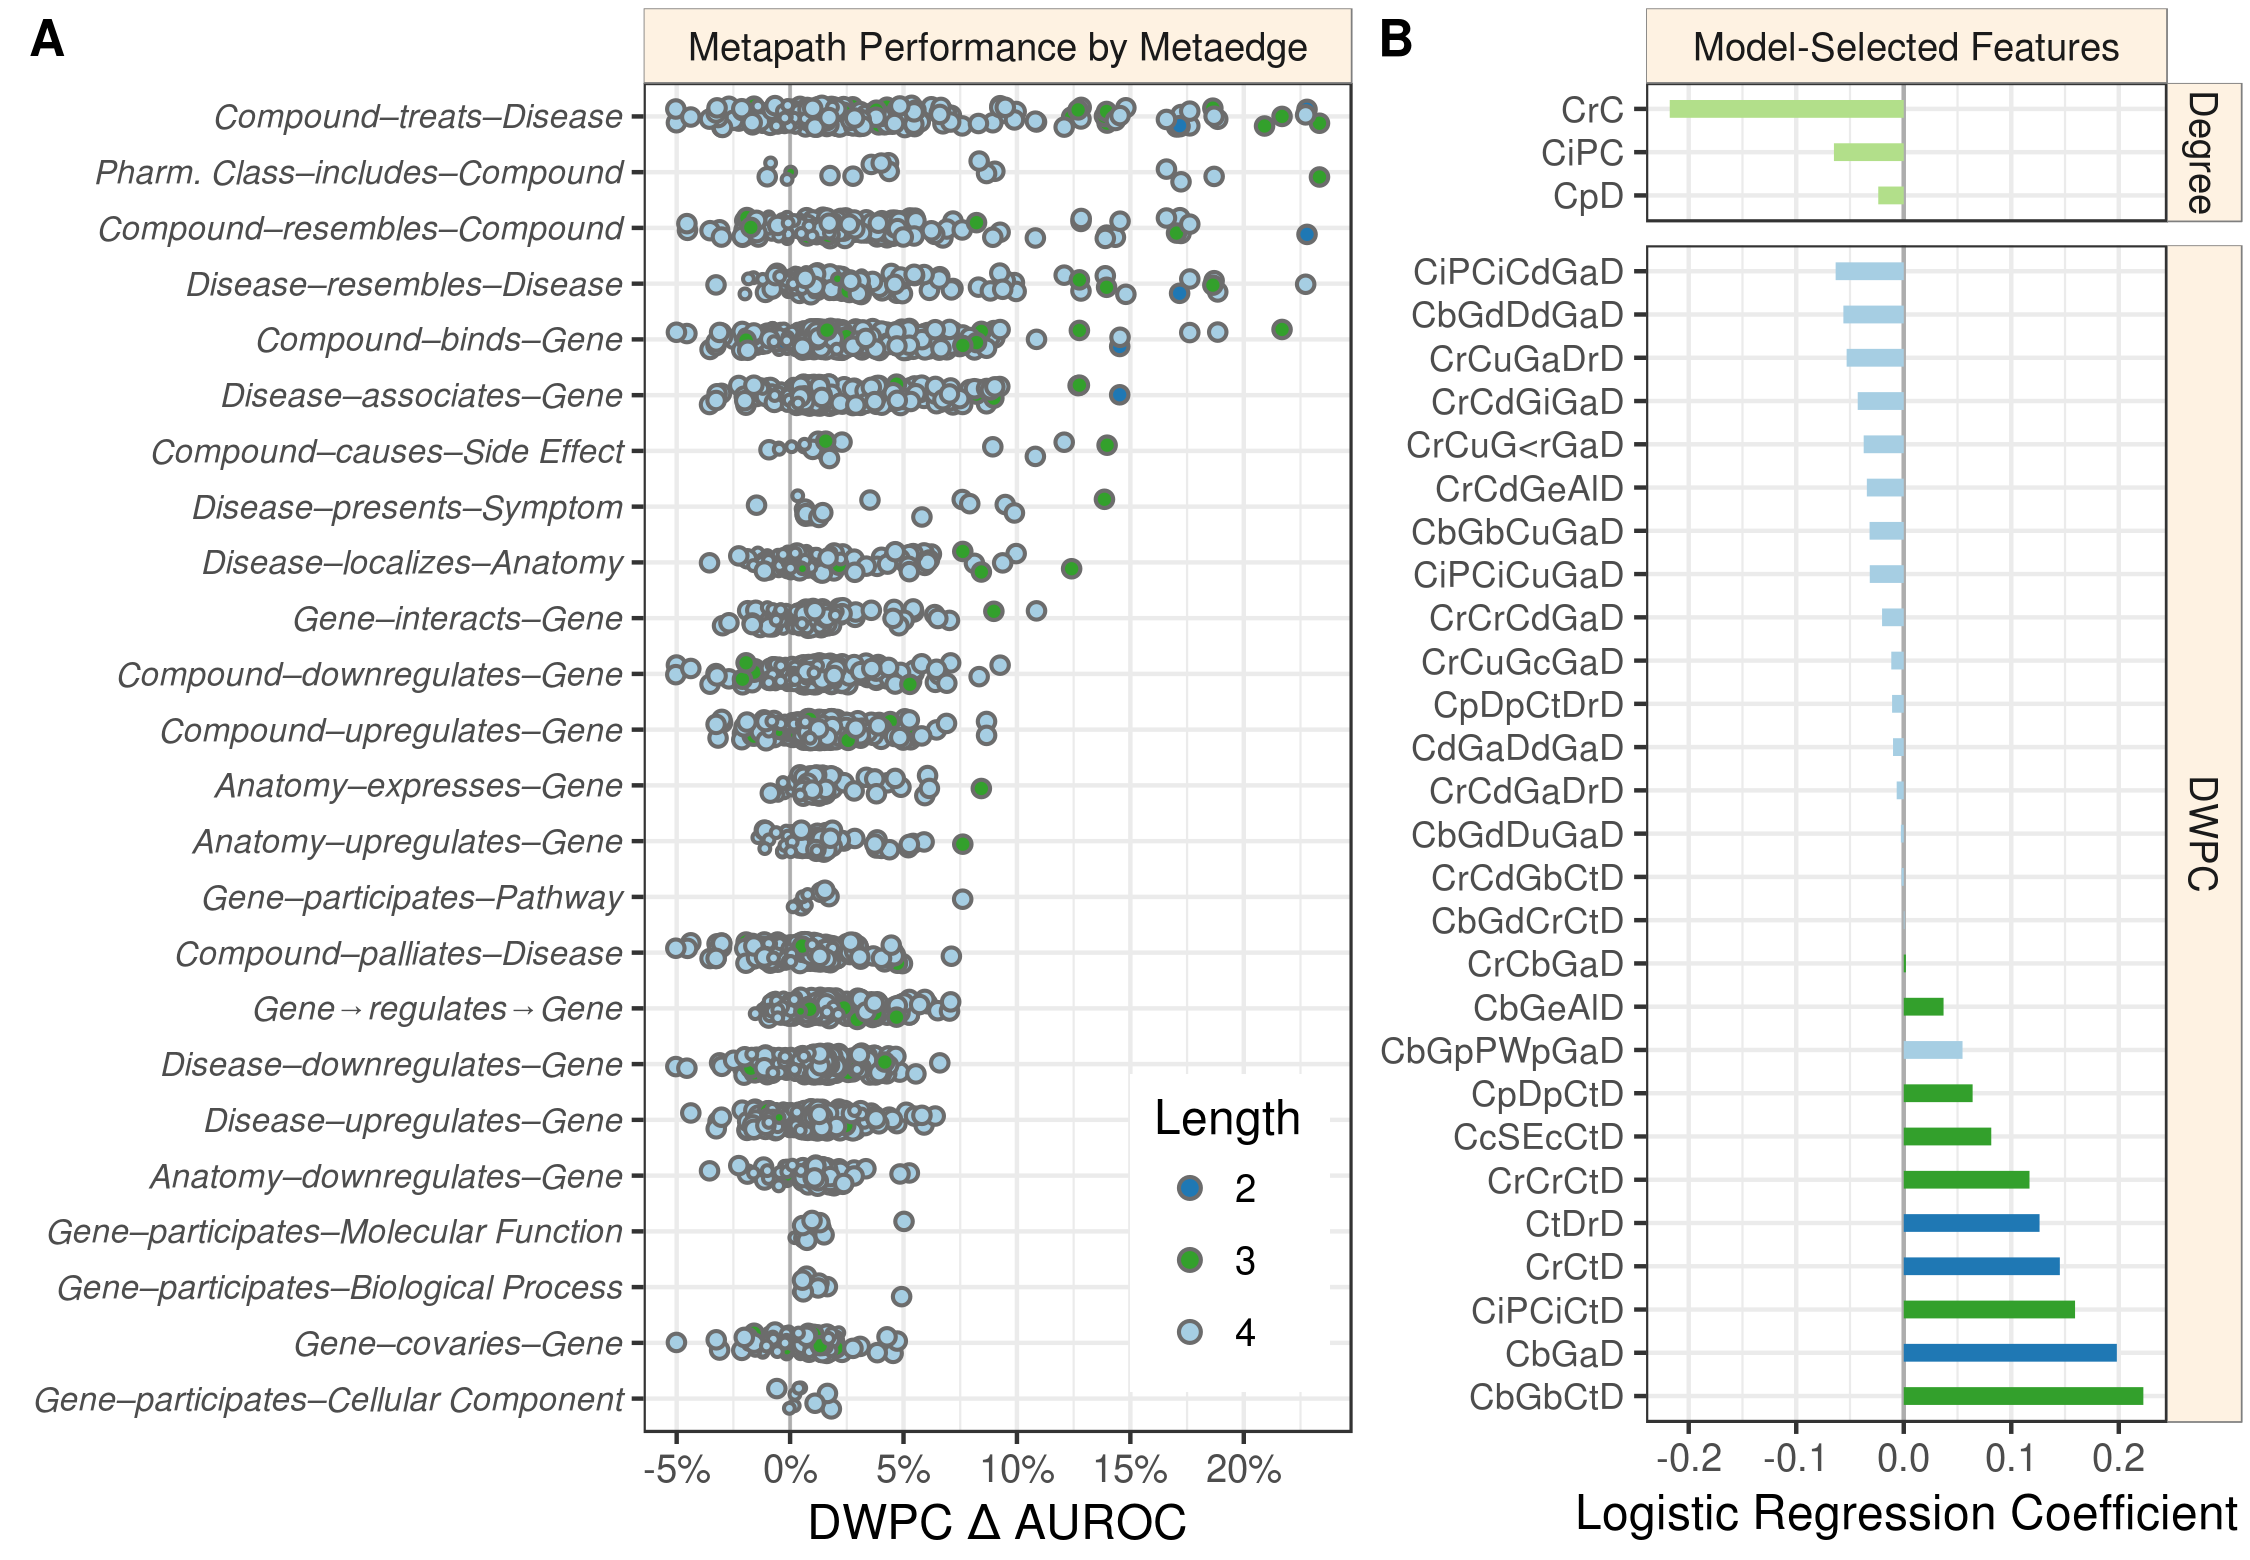 A
Metapath Performance by Metaedge
Compound–treats–Disease
Pharm. Class–includes–Compound
Compound–resembles–Compound
Disease–resembles–Disease
Compound–binds–Gene
Disease–associates–Gene
Compound–causes–Side Effect
Disease–presents–Symptom
Disease–localizes–Anatomy
Gene–interacts–Gene
Compound–downregulates–Gene
Compound–upregulates–Gene
Anatomy–expresses–Gene
Anatomy–upregulates–Gene
Gene–participates–Pathway
Compound–palliates–Disease
Gene→regulates→Gene
Disease–downregulates–Gene
Disease–upregulates–Gene
Anatomy–downregulates–Gene
Gene–participates–Molecular Function
Gene–participates–Biological Process
Gene–covaries–Gene
Gene–participates–Cellular Component
Length
2
3
4
-5% 0% 5% 10% 15% 20%
DWPC Δ AUROC
B
Model-Selected Features
CrC
CiPC
CpD
Degree
CiPCiCdGaD
CbGdDdGaD
CrCuGaDrD
CrCdGiGaD
CrCuG<rGaD
CrCdGeAlD
CbGbCuGaD
CiPCiCuGaD
CrCrCdGaD
CrCuGcGaD
CpDpCtDrD
CdGaDdGaD
CrCdGaDrD
CbGdDuGaD
CrCdGbCtD
CbGdCrCtD
CrCbGaD
CbGeAlD
CbGpPWpGaD
CpDpCtD
CcSEcCtD
CrCrCtD
CtDrD
CrCtD
CiPCiCtD
CbGaD
CbGbCtD
DWPC
-0.2 -0.1 0.0 0.1 0.2
Logistic Regression Coefficient